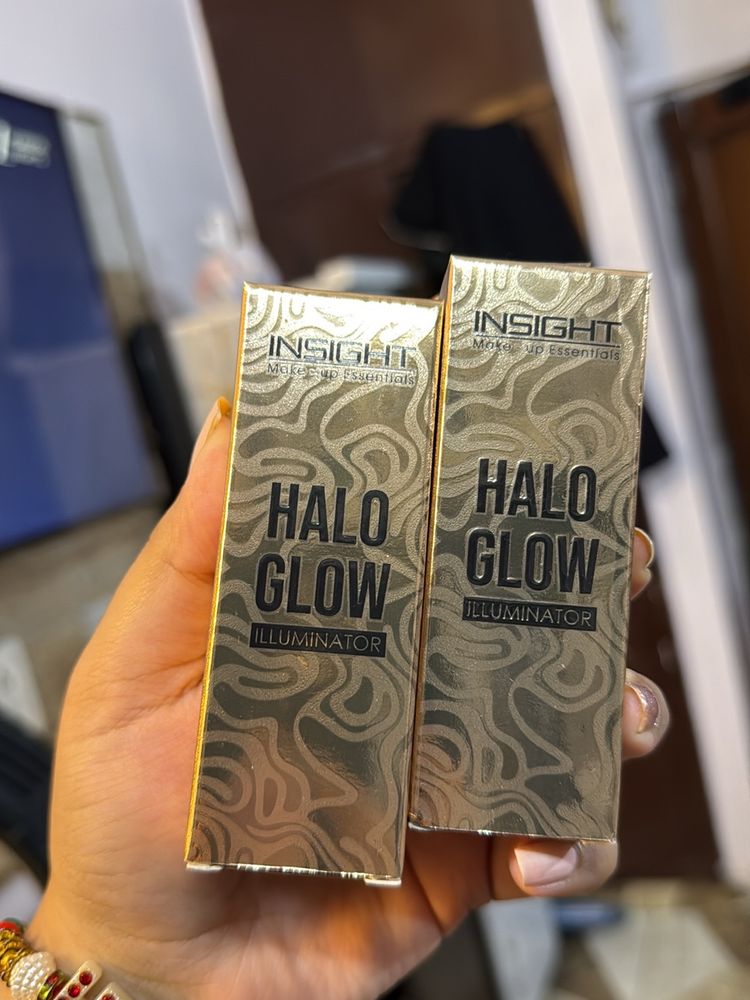 INSIGHT
Make-up Essentials
HALO
GLOW
ILLUMINATOR
INSIGHT
Make-up Essentials
HALO
GLOW
ILLUMINATOR